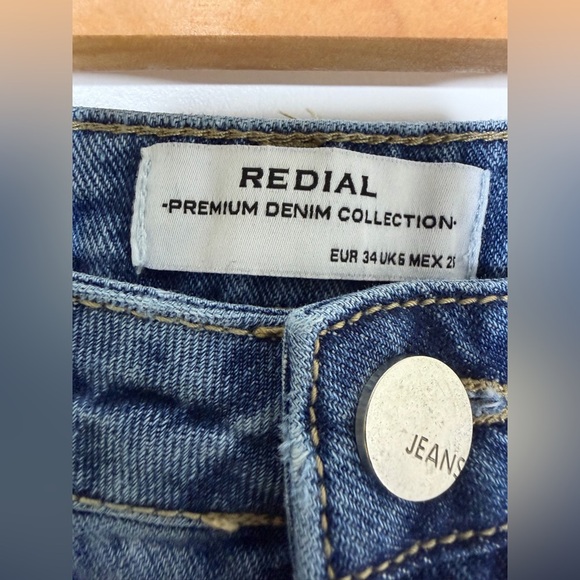 REDIAL
-PREMIUM DENIM COLLECTION-
EUR 34 UK6 MEX
JEANS